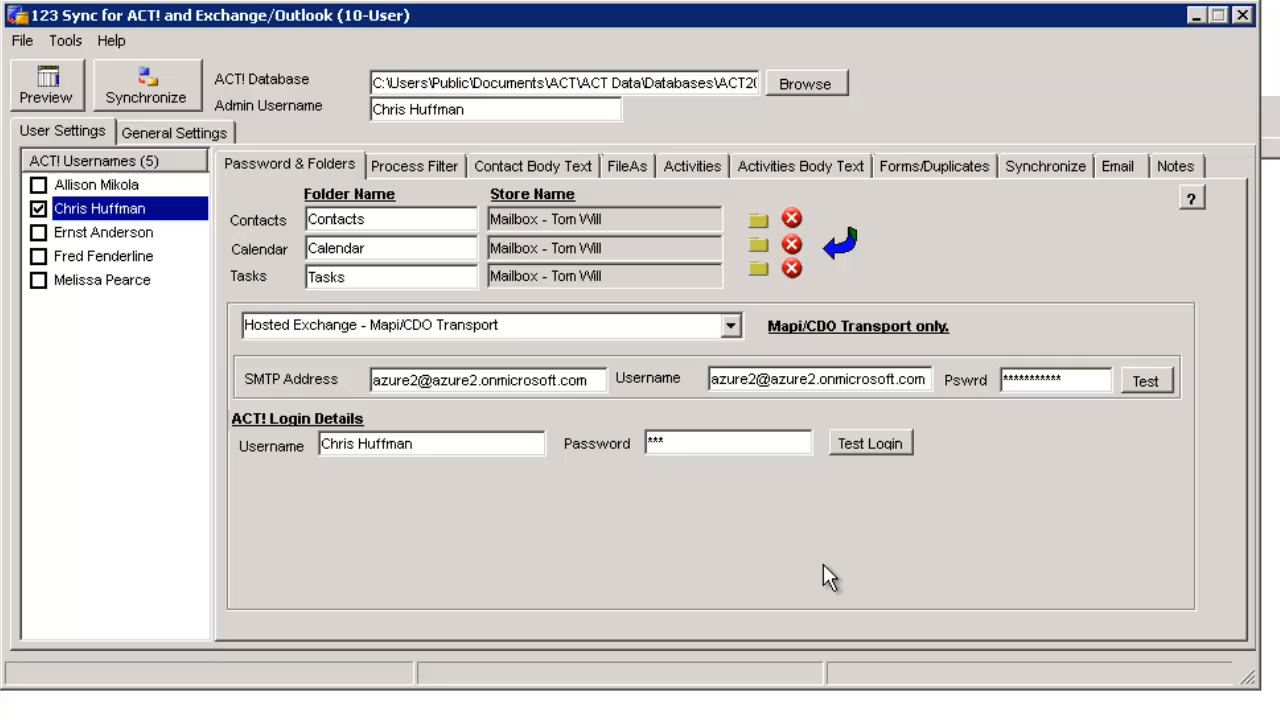 123 Sync for ACT! and Exchange/Outlook (10-User)
File Tools Help
Preview
Synchronize
ACT! Database
C:\Users\Public\Documents\ACT\ACT Data\Databases\ACT2(
Browse
Admin Username
Chris Huffman
User Settings General Settings
ACT! Usernames (5)
Allison Mikola
Chris Huffman
Ernst Anderson
Fred Fenderline
Melissa Pearce
Password & Folders Process Filter Contact Body Text FileAs Activities Activities Body Text Forms/Duplicates Synchronize Email Notes
Folder Name Store Name
?
Contacts Contacts Mailbox - Tom Will
Calendar Calendar Mailbox - Tom Will
Tasks Tasks Mailbox - Tom Will
Hosted Exchange - Mapi/CDO Transport
Mapi/CDO Transport only.
SMTP Address azure2@azure2.onmicrosoft.com Username azure2@azure2.onmicrosoft.com Pswrd *********** Test
ACT! Login Details
Username Chris Huffman Password *** Test Login